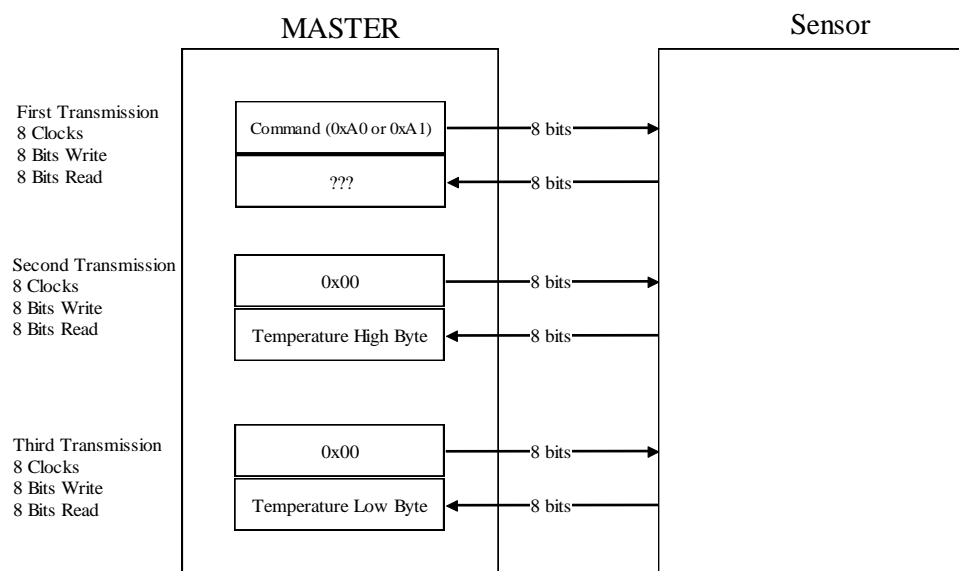 MASTER
Sensor
First Transmission
8 Clocks
8 Bits Write
8 Bits Read
Command (0xA0 or 0xA1)
8 bits
???
8 bits
Second Transmission
8 Clocks
8 Bits Write
8 Bits Read
0x00
8 bits
Temperature High Byte
8 bits
Third Transmission
8 Clocks
8 Bits Write
8 Bits Read
0x00
8 bits
Temperature Low Byte
8 bits